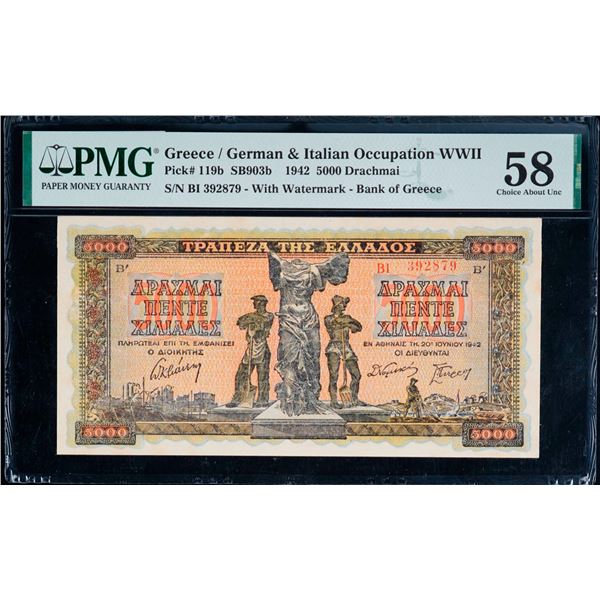 PMG
PAPER MONEY GUARANTY
Greece / German & Italian Occupation WWII
Pick# 119b SB903b 1942 5000 Drachmai
S/N BI 392879 - With Watermark - Bank of Greece
58
Choice About Unc
5000 ΤΡΑΠΕΖΑ ΤΗΣ ΕΛΛΑΔΟΣ 5000
Β' BI 392879 Β'
ΔΡΑΧΜΑΙ ΔΡΑΧΜΑΙ
ΠΕΝΤΕ ΠΕΝΤΕ
ΧΙΛΙΑΔΕΣ ΧΙΛΙΑΔΕΣ
ΠΛΗΡΩΤΕΑΙ ΕΠΙ ΤΗ ΕΜΦΑΝΙΣΕΙ ΕΝ ΑΘΗΝΑΙΣ ΤΗ 20ῌ ΙΟΥΝΙΟΥ 1942
Ο ΔΙΟΙΚΗΤΗΣ ΟΙ ΔΙΕΥΘΥΝΤΑΙ
5000 5000